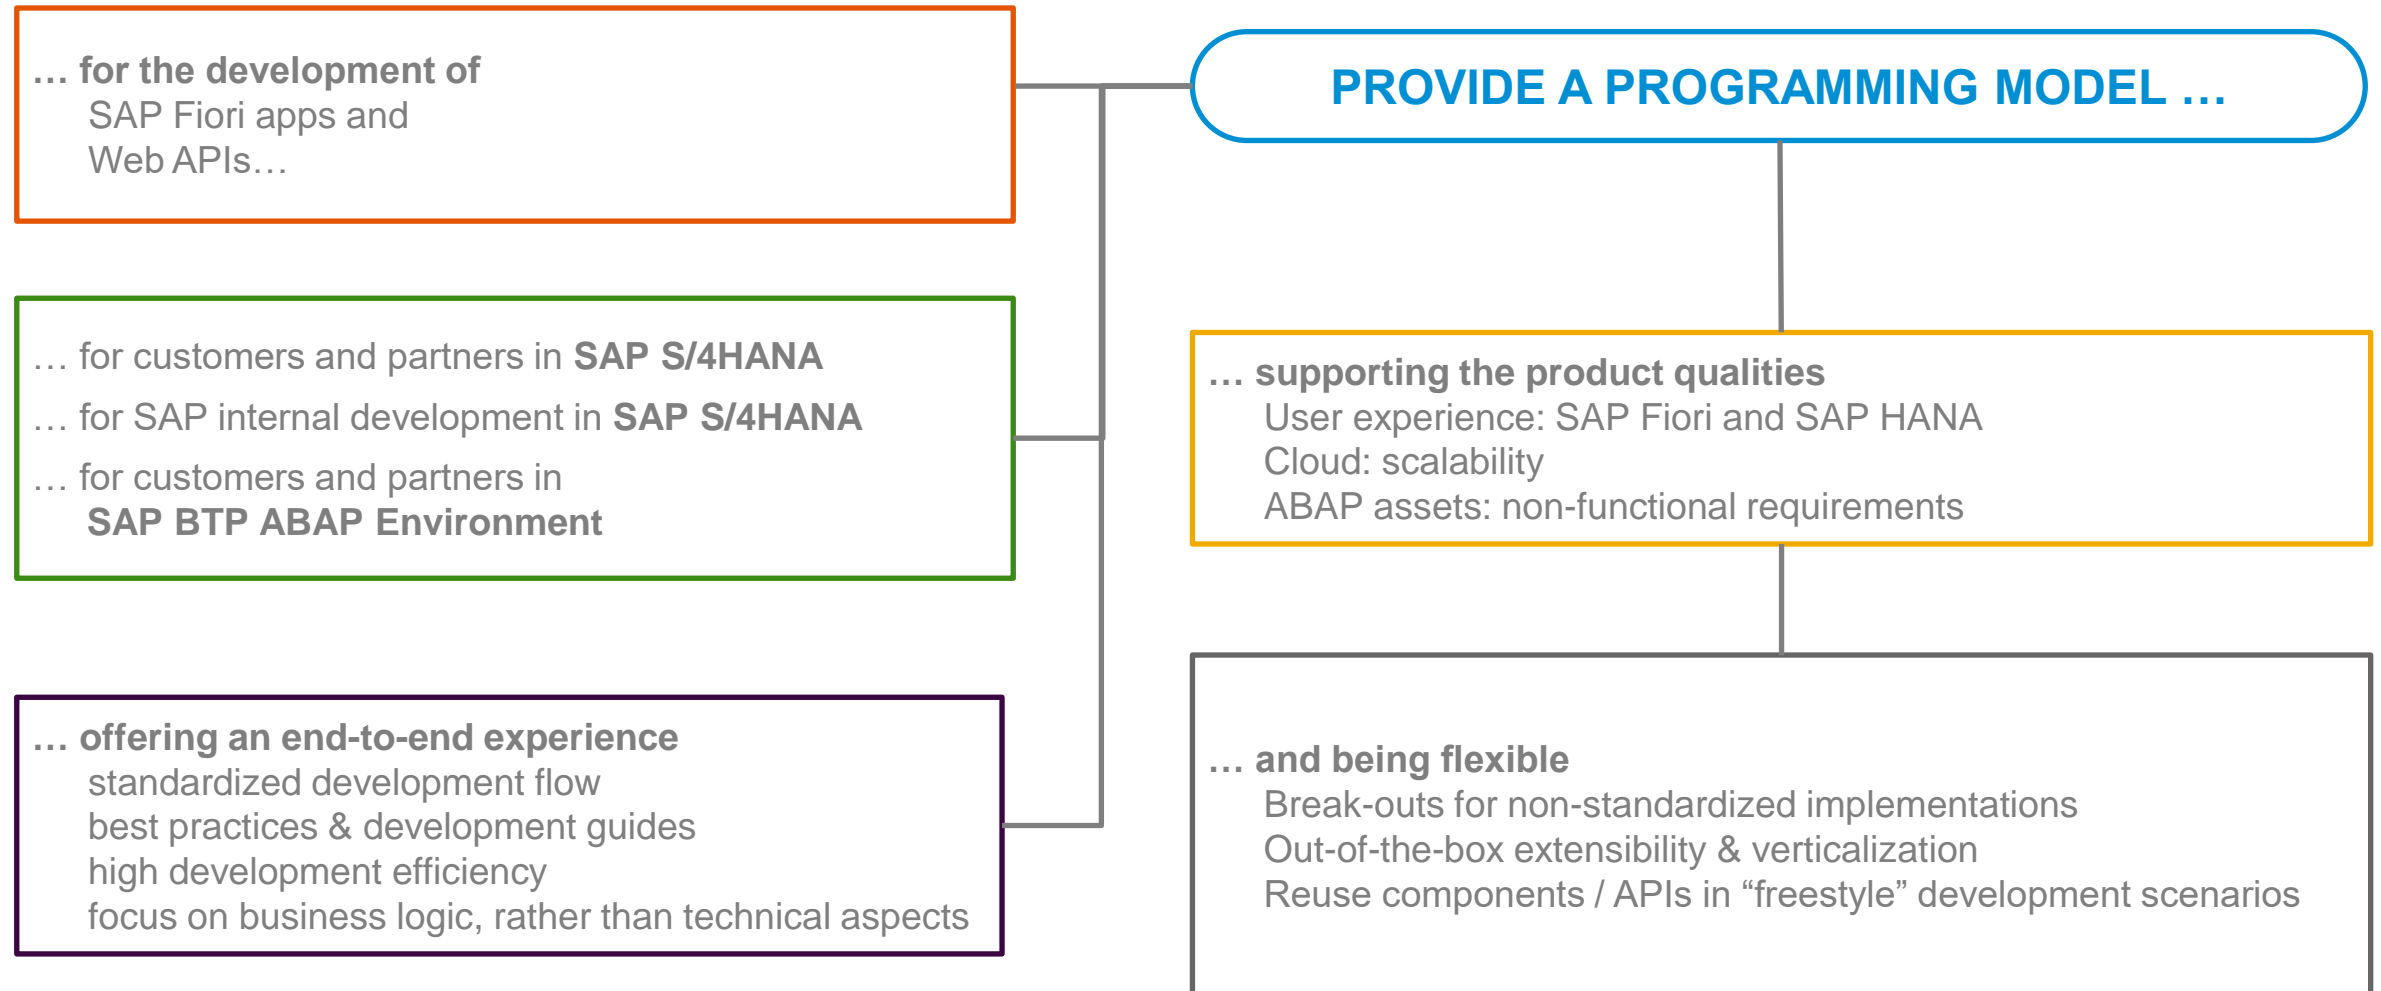 PROVIDE A PROGRAMMING MODEL …
… for the development of
SAP Fiori apps and
Web APIs…
… for customers and partners in SAP S/4HANA
… for SAP internal development in SAP S/4HANA
… for customers and partners in
SAP BTP ABAP Environment
… offering an end-to-end experience
standardized development flow
best practices & development guides
high development efficiency
focus on business logic, rather than technical aspects
… supporting the product qualities
User experience: SAP Fiori and SAP HANA
Cloud: scalability
ABAP assets: non-functional requirements
… and being flexible
Break-outs for non-standardized implementations
Out-of-the-box extensibility & verticalization
Reuse components / APIs in “freestyle” development scenarios